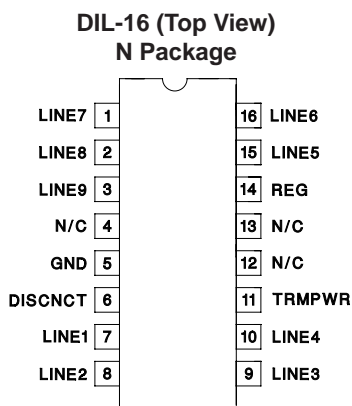 DIL-16 (Top View)
N Package
LINE7 1 16 LINE6
LINE8 2 15 LINE5
LINE9 3 14 REG
N/C 4 13 N/C
GND 5 12 N/C
DISCNCT 6 11 TRMPWR
LINE1 7 10 LINE4
LINE2 8 9 LINE3